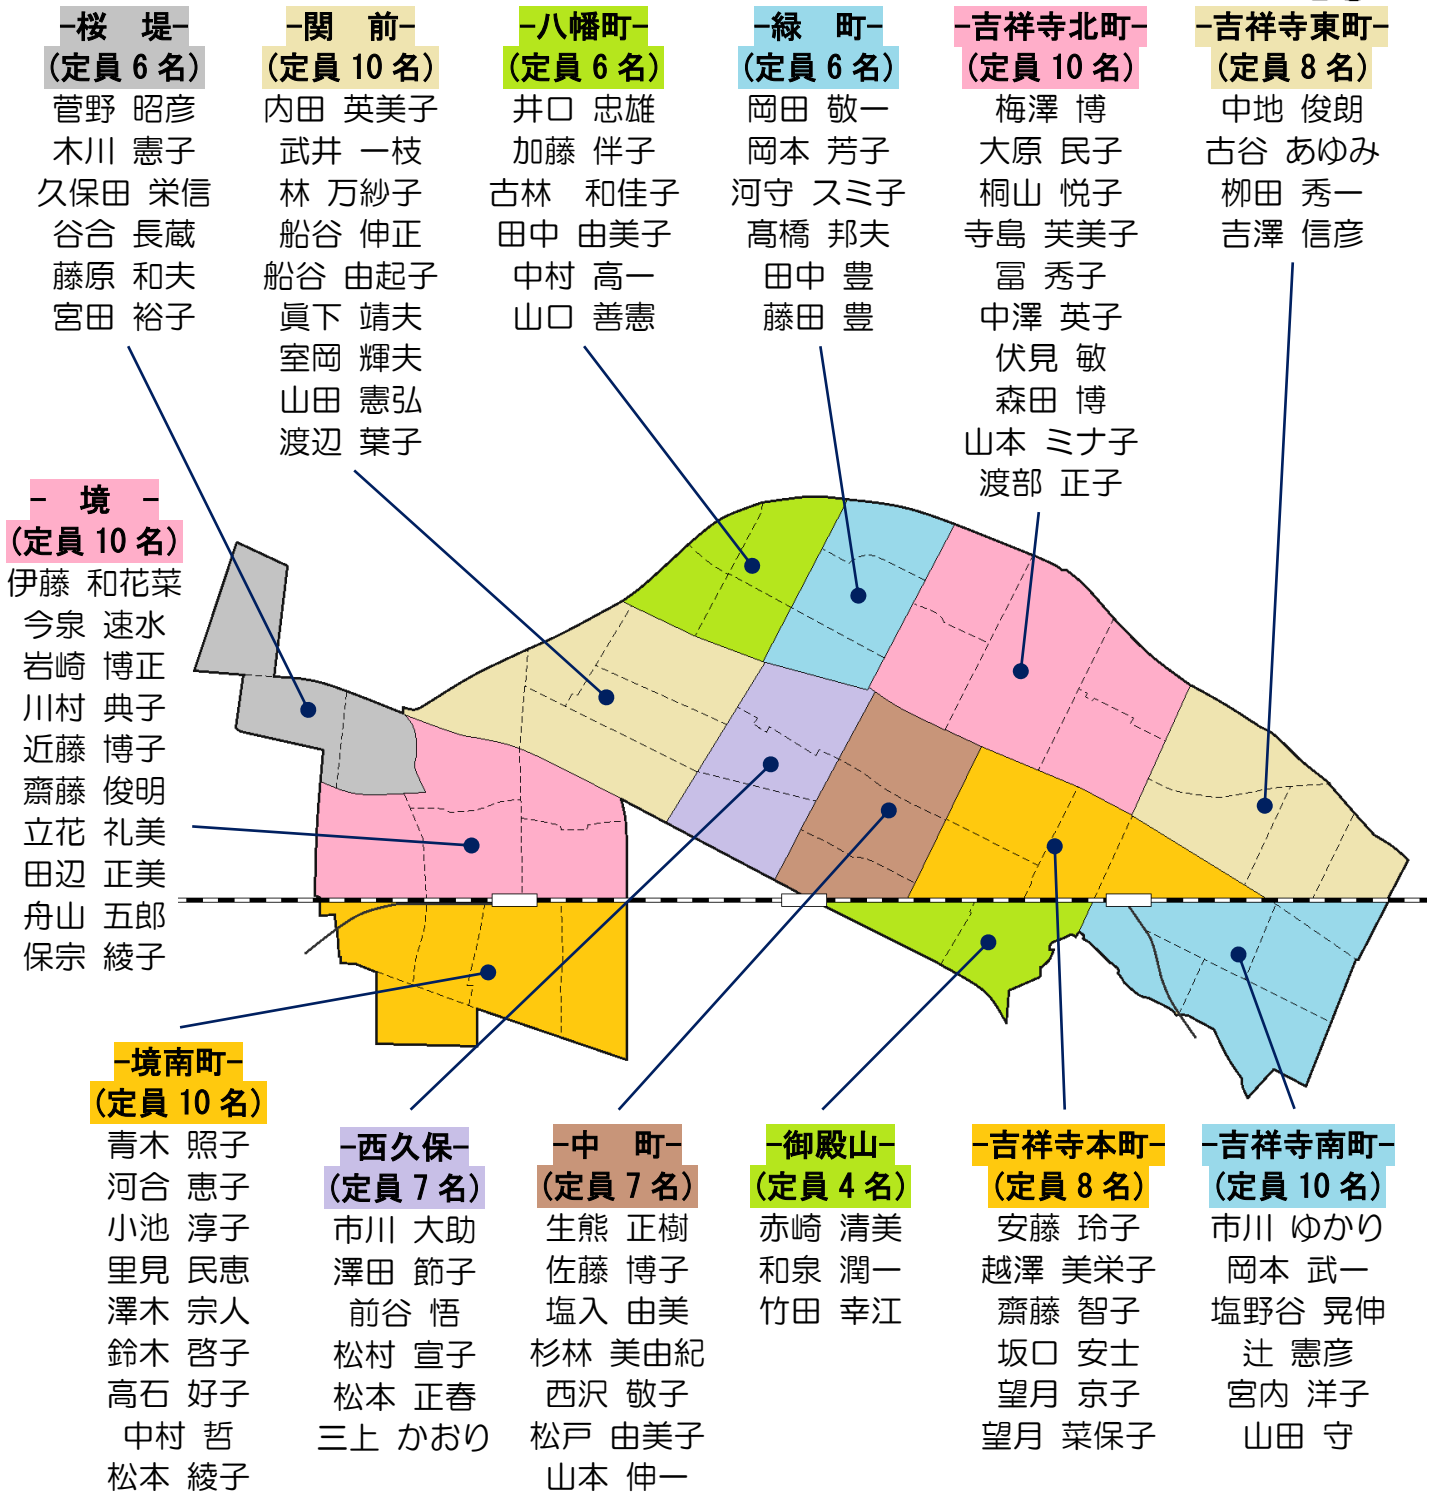 -桜　堤-
(定員 6 名)
菅野 昭彦
木川 憲子
久保田 栄信
谷合 長蔵
藤原 和夫
宮田 裕子
-関　前-
(定員 10 名)
内田 英美子
武井 一枝
林 万紗子
船谷 伸正
船谷 由起子
眞下 靖夫
室岡 輝夫
山田 憲弘
渡辺 葉子
-八幡町-
(定員 6 名)
井口 忠雄
加藤 伴子
古林　和佳子
田中 由美子
中村 高一
山口 善憲
-緑　町-
(定員 6 名)
岡田 敬一
岡本 芳子
河守 スミ子
髙橋 邦夫
田中 豊
藤田 豊
-吉祥寺北町-
(定員 10 名)
梅澤 博
大原 民子
桐山 悦子
寺島 芙美子
冨 秀子
中澤 英子
伏見 敏
森田 博
山本 ミナ子
渡部 正子
-吉祥寺東町-
(定員 8 名)
中地 俊朗
古谷 あゆみ
栁田 秀一
吉澤 信彦
-　境　-
(定員 10 名)
伊藤 和花菜
今泉 速水
岩崎 博正
川村 典子
近藤 博子
齋藤 俊明
立花 礼美
田辺 正美
舟山 五郎
保宗 綾子
-境南町-
(定員 10 名)
青木 照子
河合 恵子
小池 淳子
里見 民恵
澤木 宗人
鈴木 啓子
高石 好子
中村 哲
松本 綾子
-西久保-
(定員 7 名)
市川 大助
澤田 節子
前谷 悟
松村 宣子
松本 正春
三上 かおり
-中　町-
(定員 7 名)
生熊 正樹
佐藤 博子
塩入 由美
杉林 美由紀
西沢 敬子
松戸 由美子
山本 伸一
-御殿山-
(定員 4 名)
赤崎 清美
和泉 潤一
竹田 幸江
-吉祥寺本町-
(定員 8 名)
安藤 玲子
越澤 美栄子
齋藤 智子
坂口 安士
望月 京子
望月 菜保子
-吉祥寺南町-
(定員 10 名)
市川 ゆかり
岡本 武一
塩野谷 晃伸
辻 憲彦
宮内 洋子
山田 守